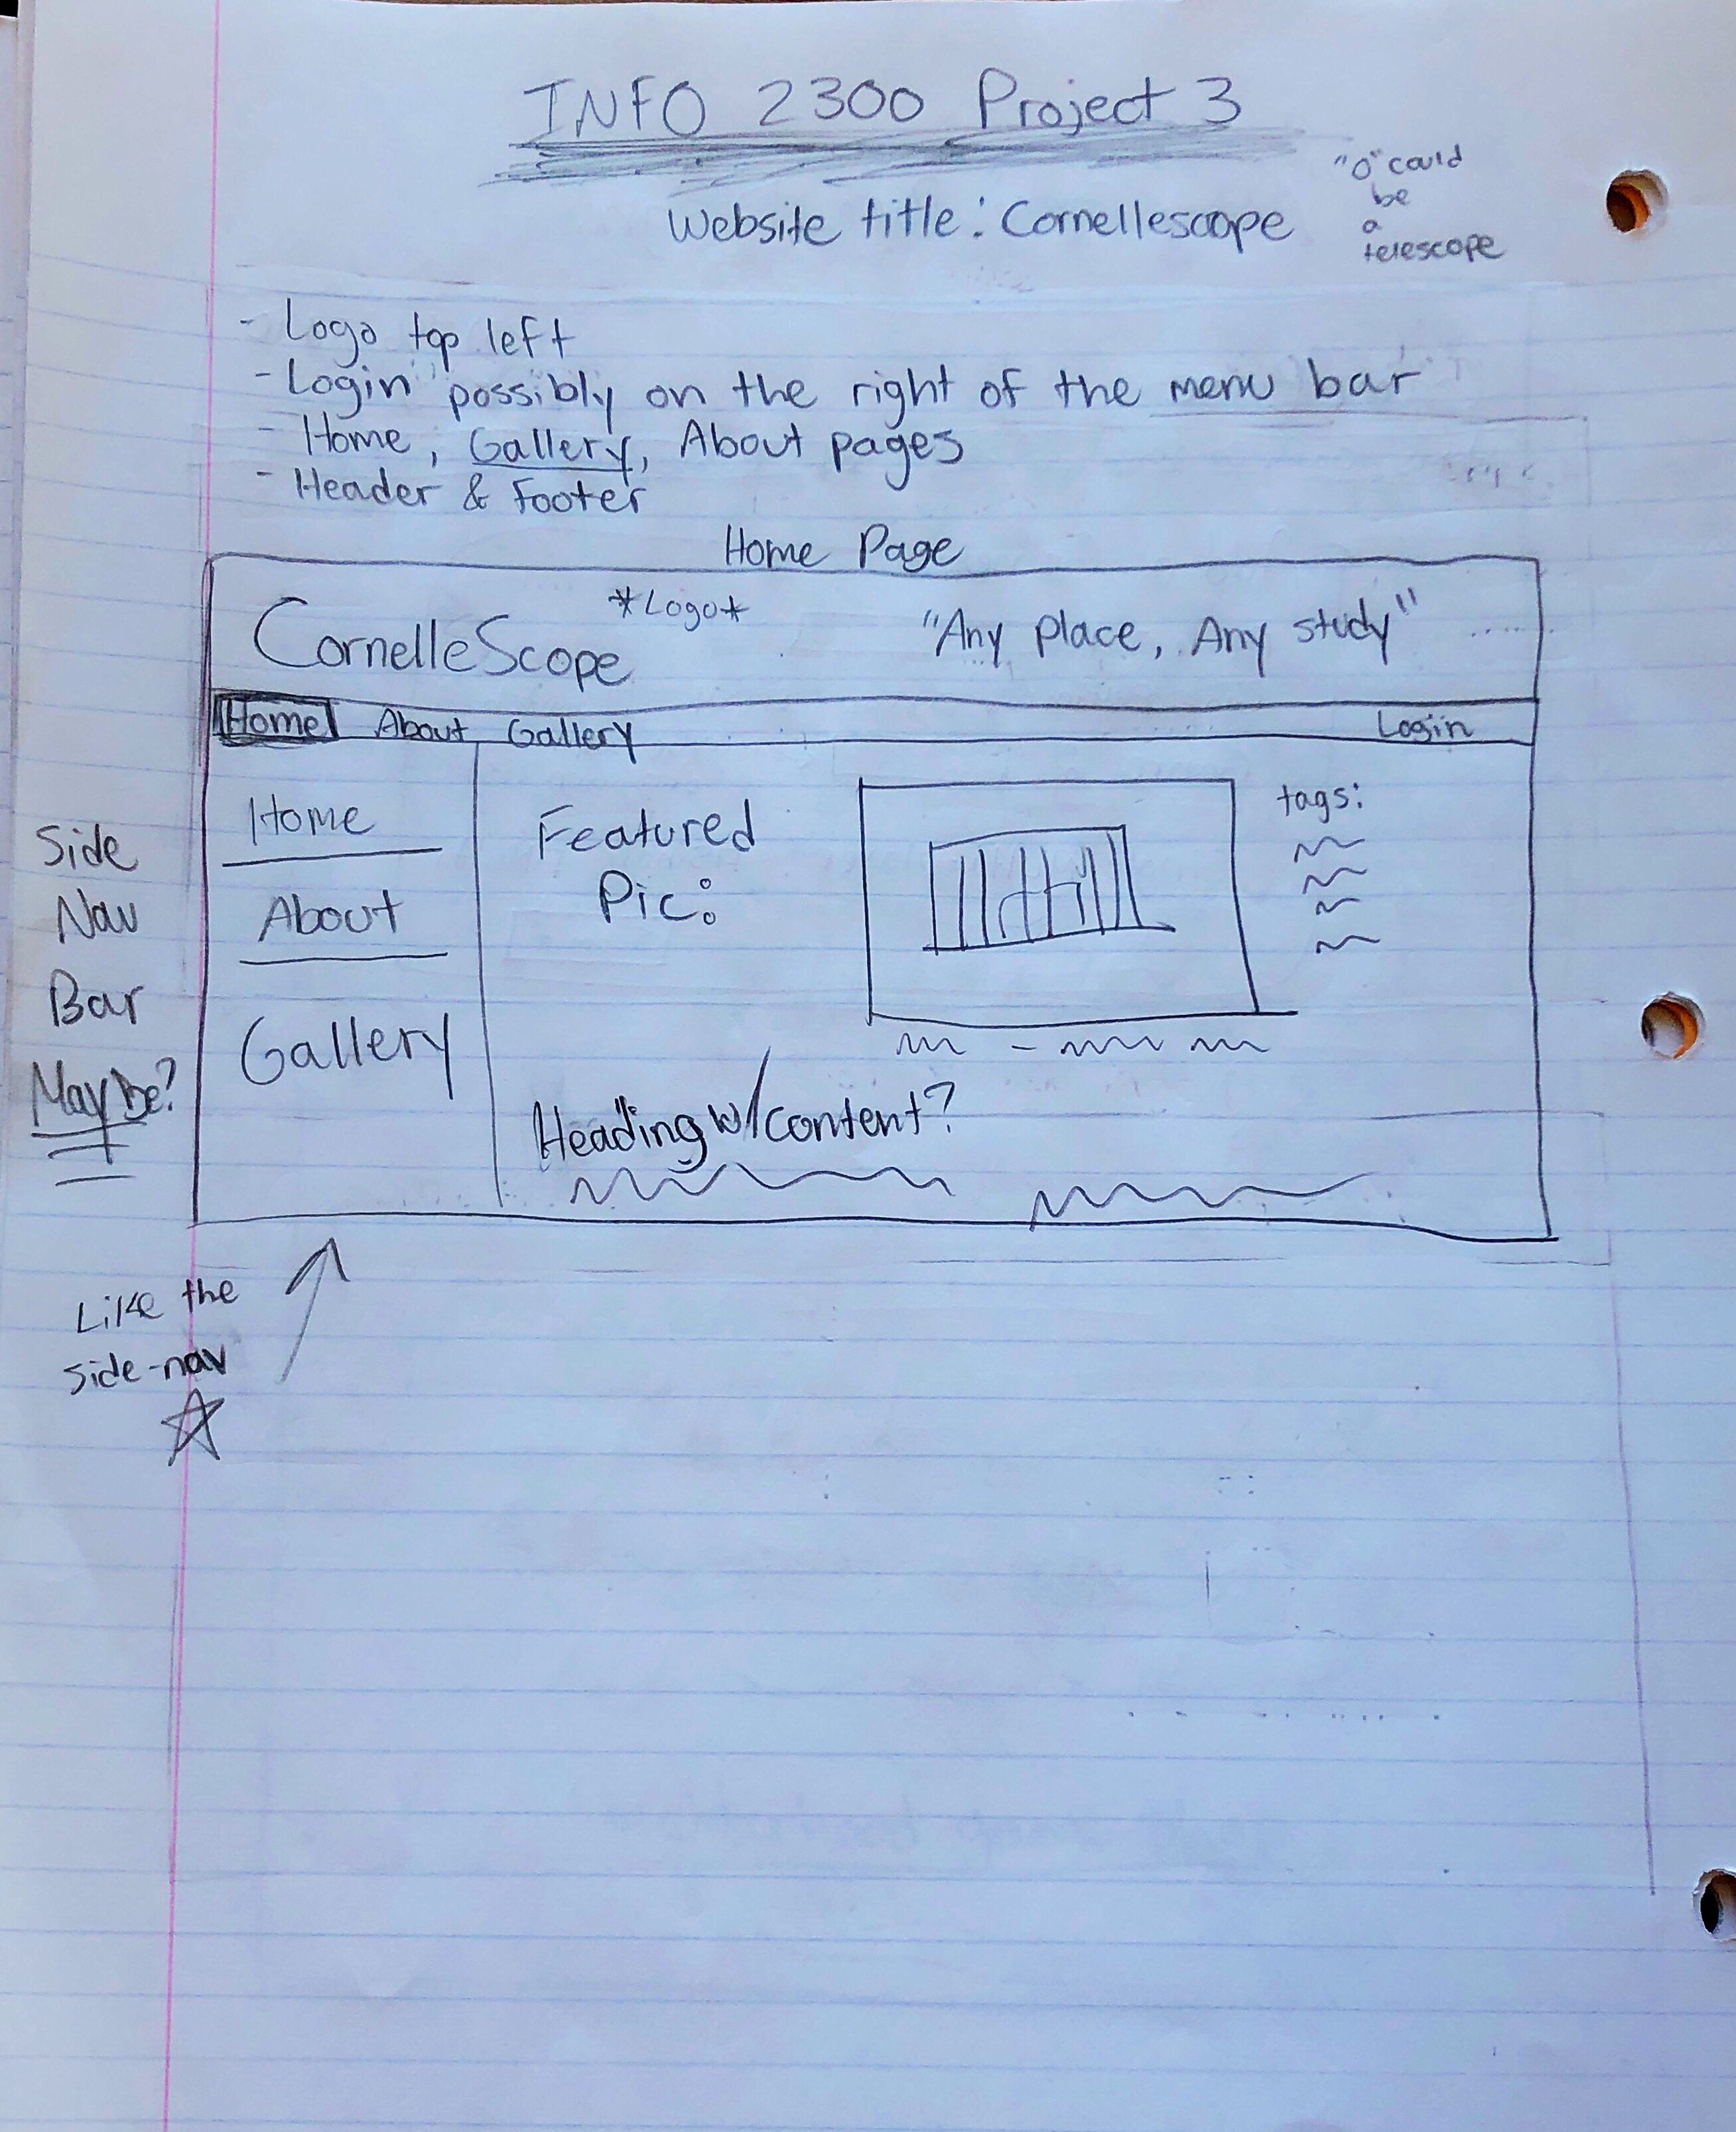 INFO 2300 Project 3
Website title: Cornellescope
"O" could
be
a
telescope
- Logo top left
- Login possibly on the right of the menu bar
- Home, Gallery, About pages
- Header & Footer
Home Page
CornelleScope
*Logo*
"Any place, Any study"
Home About Gallery Login
Side
Nav
Bar
MayBe?
Home
About
Gallery
Featured
Pic:
tags:
Heading w/content?
Like the
side-nav